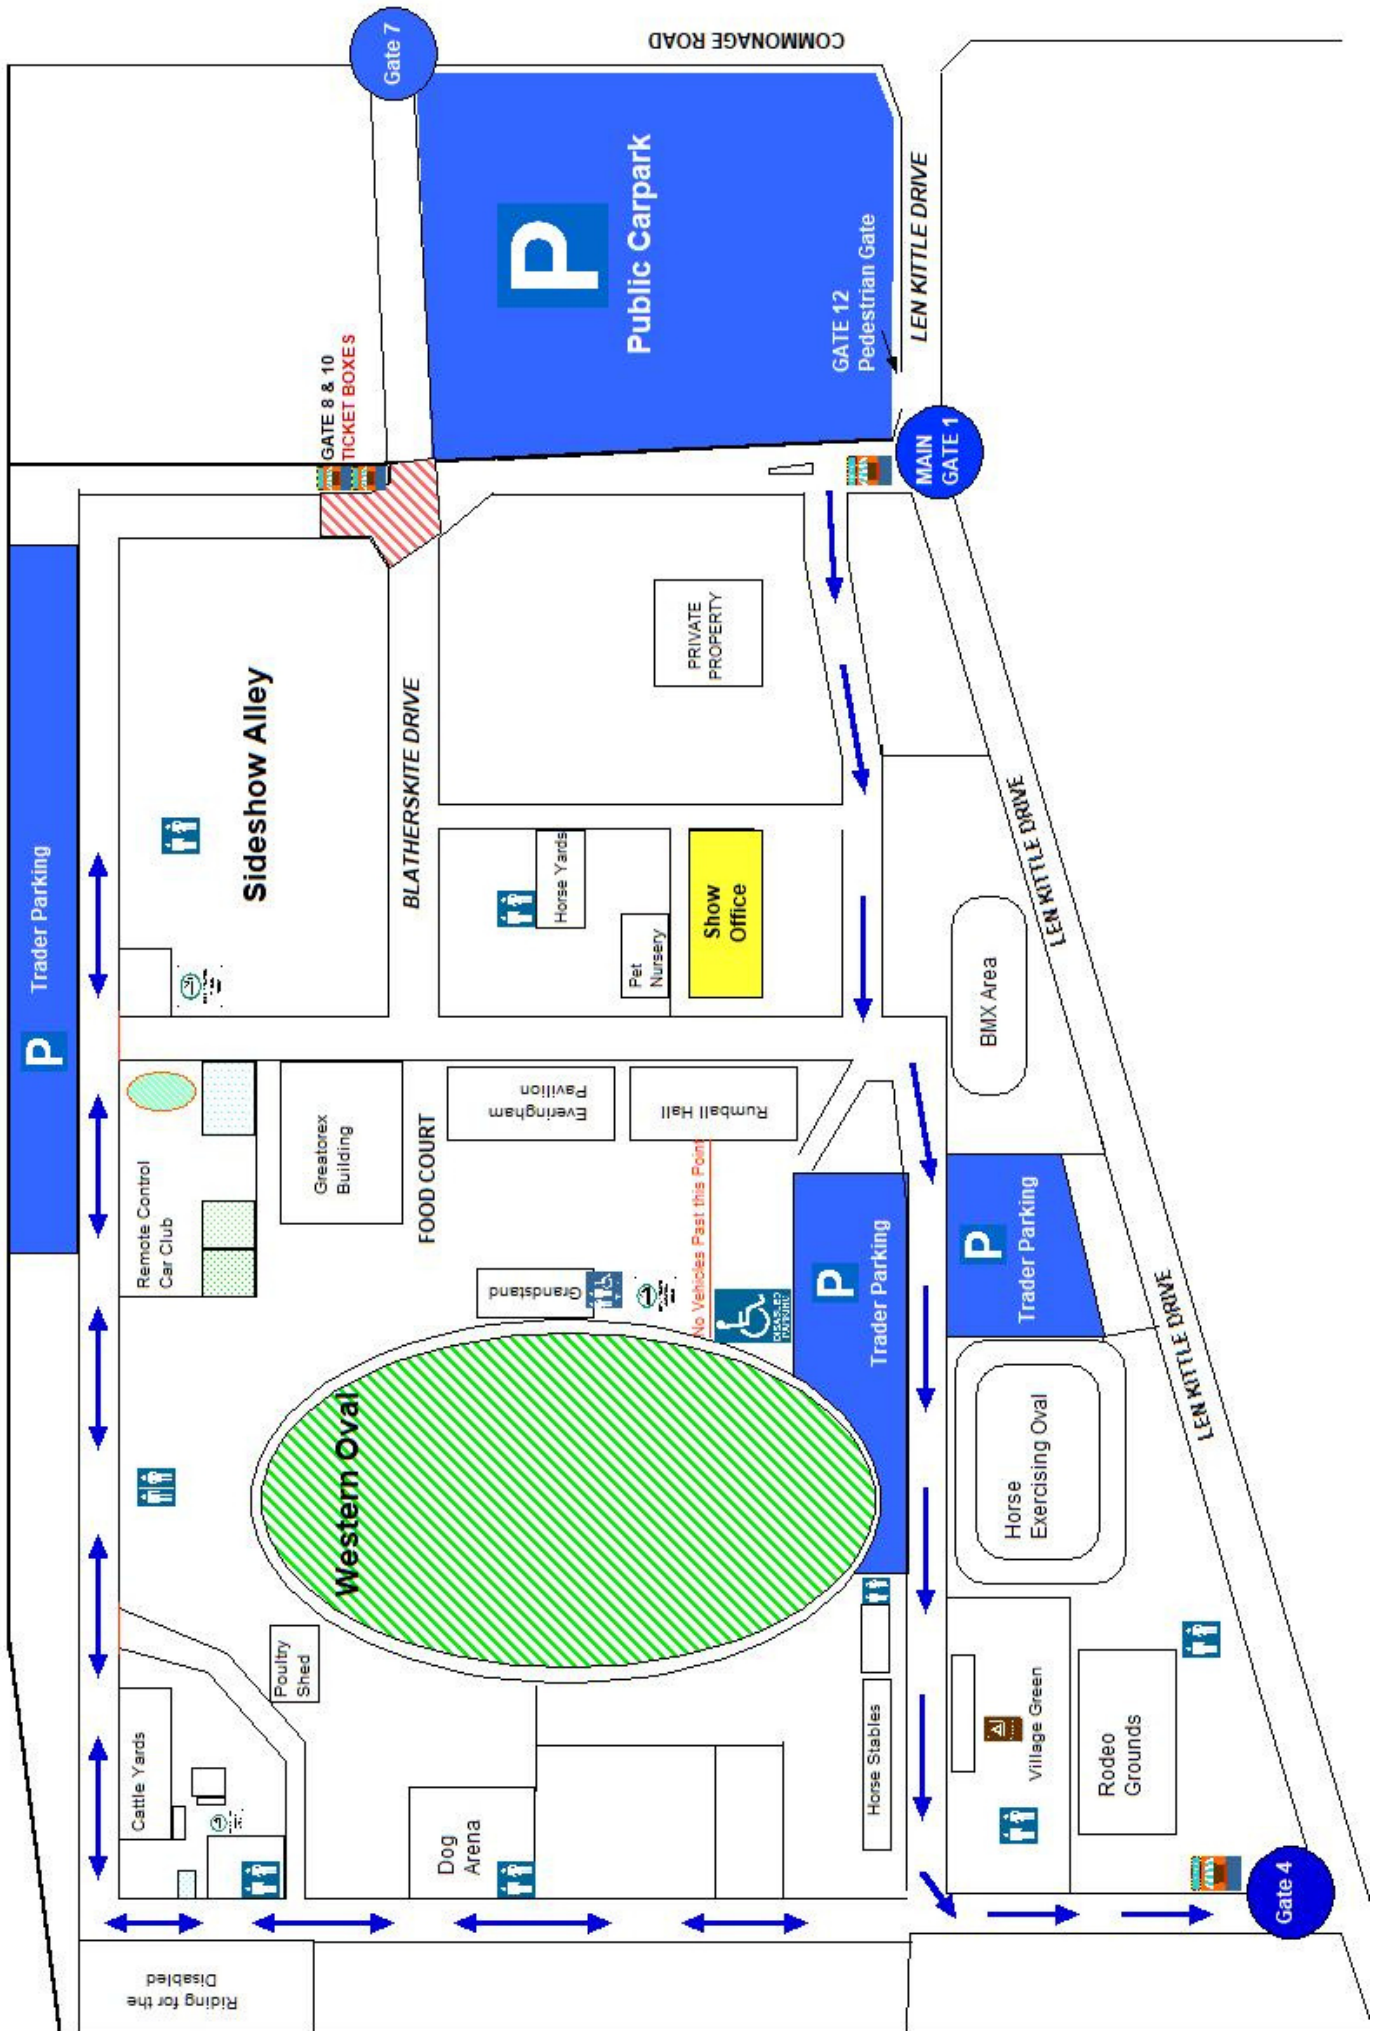 COMMONAGE ROAD
Gate 7
P
Public Carpark
GATE 12
Pedestrian Gate
LEN KITTLE DRIVE
MAIN
GATE 1
GATE 8 & 10
TICKET BOXES
Sideshow Alley
BLATHERSKITE DRIVE
PRIVATE
PROPERTY
Trader Parking
P
Horse Yards
Pet
Nursery
Show
Office
LEN KITTLE DRIVE
BMX Area
Remote Control
Car Club
Greatorex
Building
FOOD COURT
Everingham
Pavilion
Rumball Hall
No Vehicles Past this Point
Grandstand
DISABLED
PARKING
P
Trader Parking
P
Trader Parking
LEN KITTLE DRIVE
Western Oval
Horse
Exercising Oval
Poultry
Shed
Cattle Yards
Dog
Arena
Horse Stables
Village Green
Rodeo
Grounds
Gate 4
Riding for the
Disabled